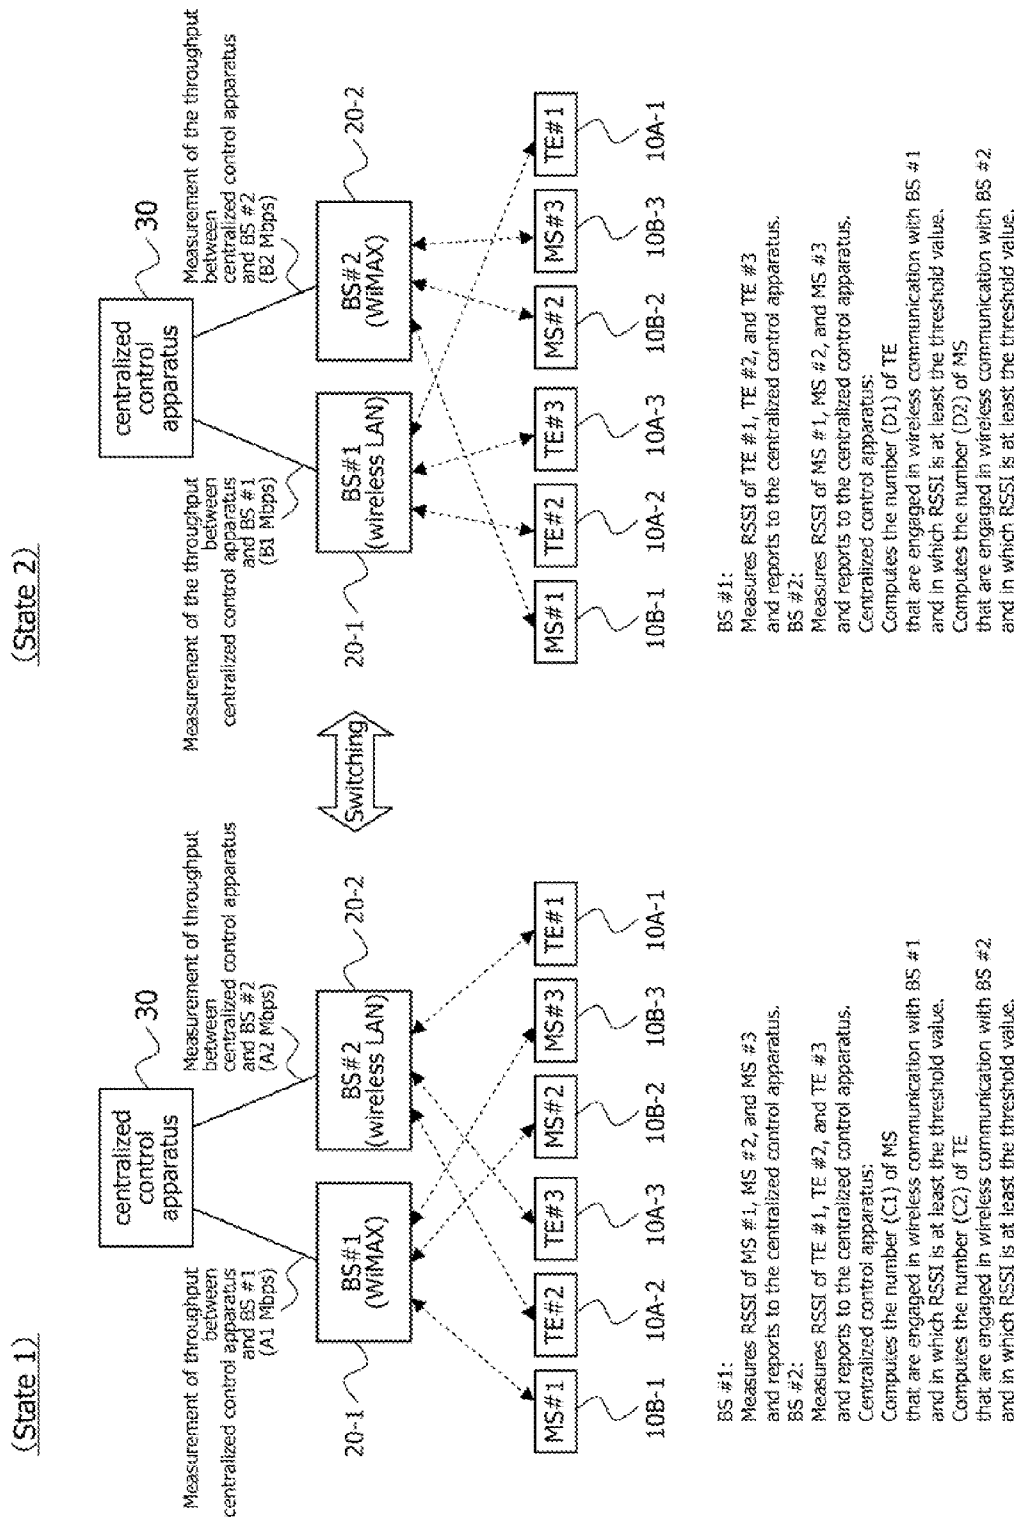 (State 1)
centralized
control
apparatus
30
Measurement of throughput
between
centralized control apparatus
and BS #1
(A1 Mbps)
Measurement of throughput
between
centralized control apparatus
and BS #2
(A2 Mbps)
BS#1
(WiMAX)
20-1
BS#2
(wireless LAN)
20-2
MS#1
TE#2
TE#3
MS#2
MS#3
TE#1
10B-1
10A-2
10A-3
10B-2
10B-3
10A-1
BS #1:
Measures RSSI of MS #1, MS #2, and MS #3
and reports to the centralized control apparatus.
BS #2:
Measures RSSI of TE #1, TE #2, and TE #3
and reports to the centralized control apparatus.
Centralized control apparatus:
Computes the number (C1) of MS
that are engaged in wireless communication with BS #1
and in which RSSI is at least the threshold value.
Computes the number (C2) of TE
that are engaged in wireless communication with BS #2
and in which RSSI is at least the threshold value.
Switching
(State 2)
centralized
control
apparatus
30
Measurement of the throughput
between
centralized control apparatus
and BS #1
(B1 Mbps)
Measurement of the throughput
between
centralized control apparatus
and BS #2
(B2 Mbps)
BS#1
(wireless LAN)
20-1
BS#2
(WiMAX)
20-2
MS#1
TE#2
TE#3
MS#2
MS#3
TE#1
10B-1
10A-2
10A-3
10B-2
10B-3
10A-1
BS #1:
Measures RSSI of TE #1, TE #2, and TE #3
and reports to the centralized control apparatus.
BS #2:
Measures RSSI of MS #1, MS #2, and MS #3
and reports to the centralized control apparatus.
Centralized control apparatus:
Computes the number (D1) of TE
that are engaged in wireless communication with BS #1
and in which RSSI is at least the threshold value.
Computes the number (D2) of MS
that are engaged in wireless communication with BS #2
and in which RSSI is at least the threshold value.